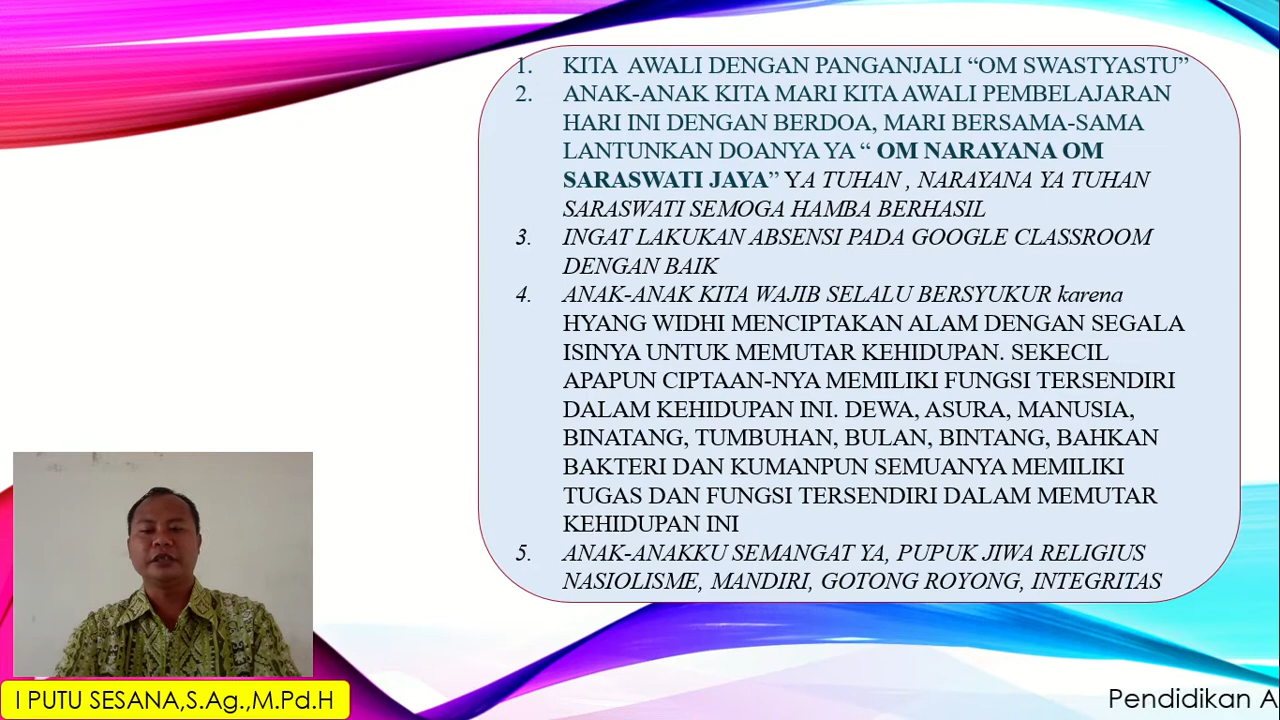 1. KITA AWALI DENGAN PANGANJALI “OM SWASTYASTU”
2. ANAK-ANAK KITA MARI KITA AWALI PEMBELAJARAN
HARI INI DENGAN BERDOA, MARI BERSAMA-SAMA
LANTUNKAN DOANYA YA “ OM NARAYANA OM
SARASWATI JAYA” YA TUHAN , NARAYANA YA TUHAN
SARASWATI SEMOGA HAMBA BERHASIL
3. INGAT LAKUKAN ABSENSI PADA GOOGLE CLASSROOM
DENGAN BAIK
4. ANAK-ANAK KITA WAJIB SELALU BERSYUKUR karena
HYANG WIDHI MENCIPTAKAN ALAM DENGAN SEGALA
ISINYA UNTUK MEMUTAR KEHIDUPAN. SEKECIL
APAPUN CIPTAAN-NYA MEMILIKI FUNGSI TERSENDIRI
DALAM KEHIDUPAN INI. DEWA, ASURA, MANUSIA,
BINATANG, TUMBUHAN, BULAN, BINTANG, BAHKAN
BAKTERI DAN KUMANPUN SEMUANYA MEMILIKI
TUGAS DAN FUNGSI TERSENDIRI DALAM MEMUTAR
KEHIDUPAN INI
5. ANAK-ANAKKU SEMANGAT YA, PUPUK JIWA RELIGIUS
NASIOLISME, MANDIRI, GOTONG ROYONG, INTEGRITAS
I PUTU SESANA,S.Ag.,M.Pd.H
Pendidikan A